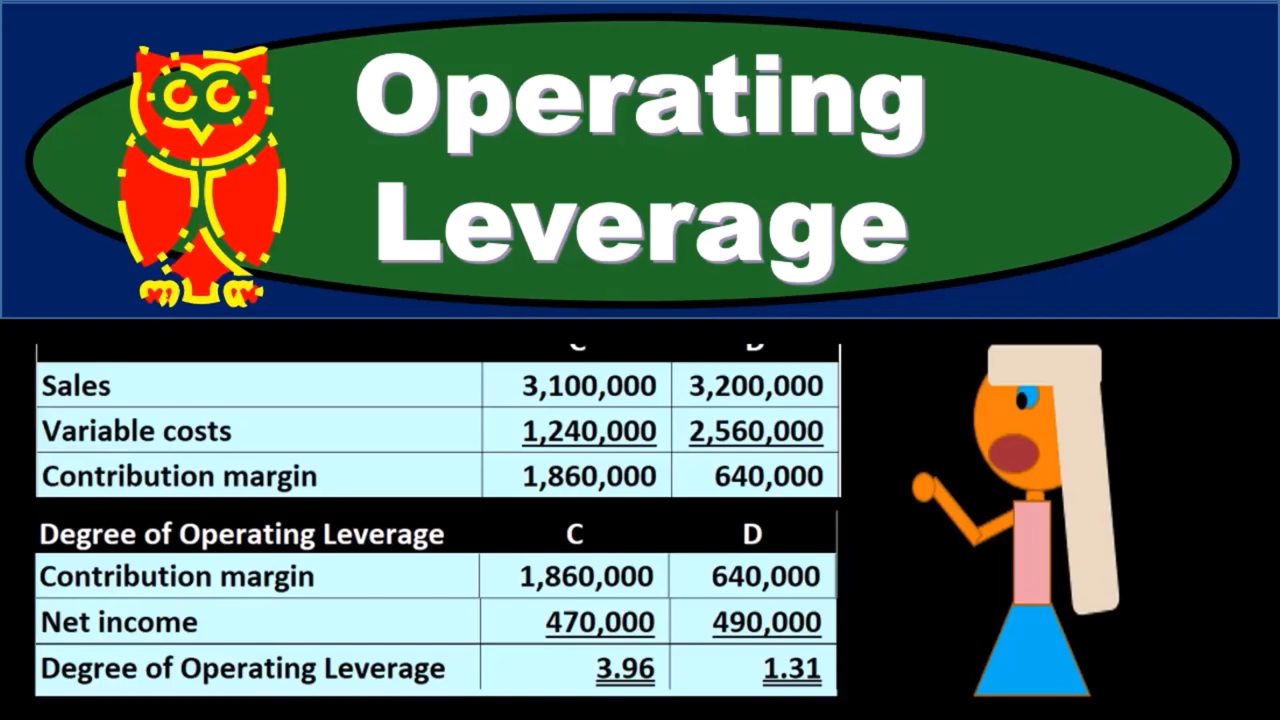 Operating
Leverage
C D
Sales 3,100,000 3,200,000
Variable costs 1,240,000 2,560,000
Contribution margin 1,860,000 640,000
Degree of Operating Leverage C D
Contribution margin 1,860,000 640,000
Net income 470,000 490,000
Degree of Operating Leverage 3.96 1.31